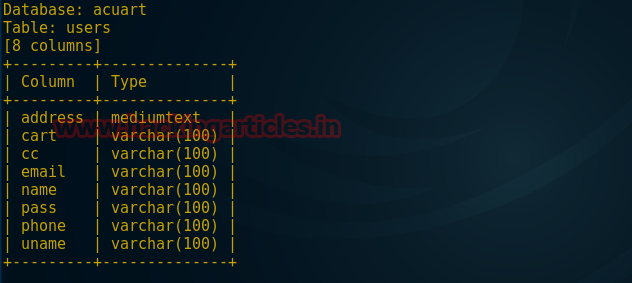 Database: acuart
Table: users
[8 columns]
+---------+--------------+
| Column  | Type         |
+---------+--------------+
| address | mediumtext   |
www.hackingarticles.in
| cart    | varchar(100) |
| cc      | varchar(100) |
| email   | varchar(100) |
| name    | varchar(100) |
| pass    | varchar(100) |
| phone   | varchar(100) |
| uname   | varchar(100) |
+---------+--------------+